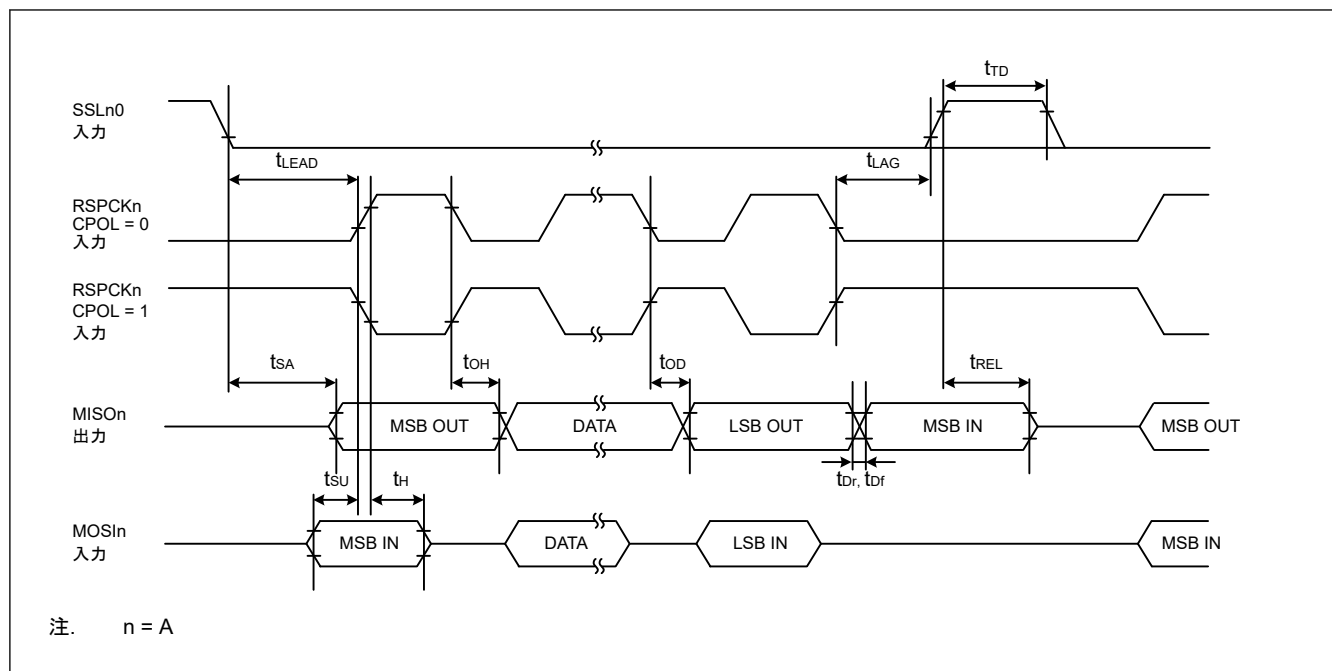 tTD
SSLn0
入力
tLEAD
tLAG
RSPCKn
CPOL = 0
入力
RSPCKn
CPOL = 1
入力
tSA
tOH
tOD
tREL
MISOn
出力
MSB OUT
DATA
LSB OUT
MSB IN
MSB OUT
tSU
tH
tDr, tDf
MOSIn
入力
MSB IN
DATA
LSB IN
MSB IN
注. n = A